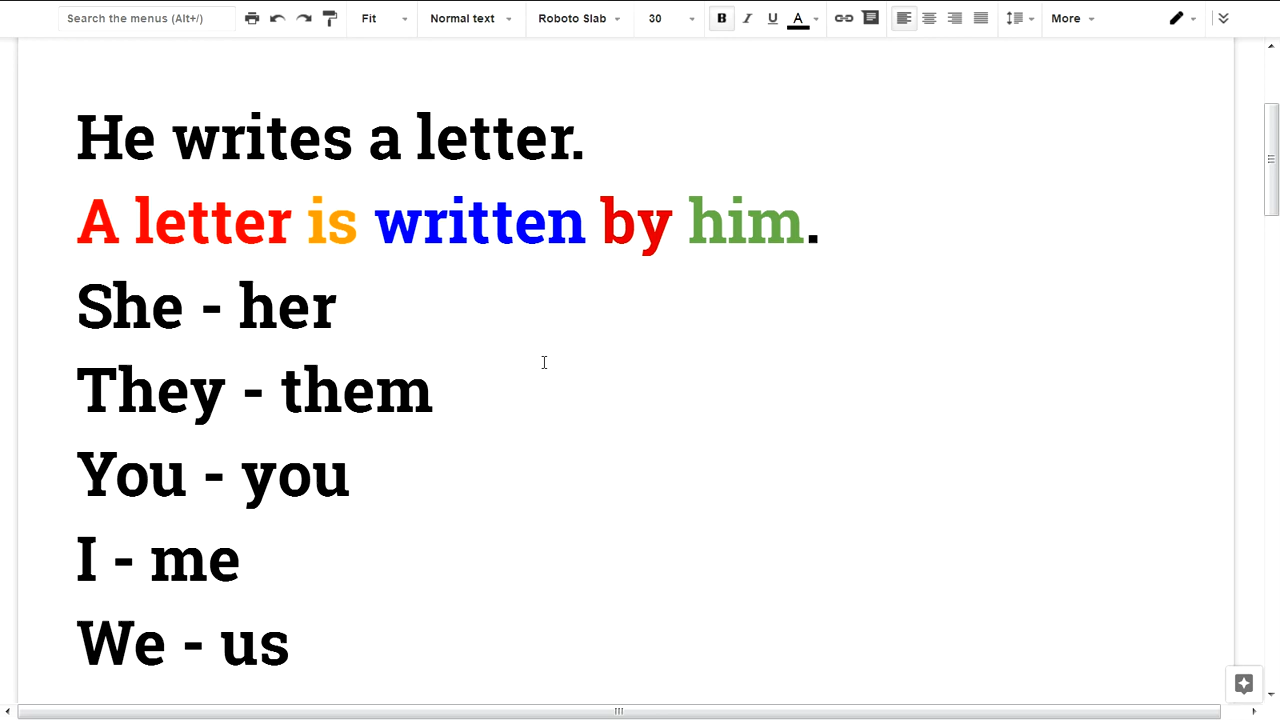 Search the menus (Alt+/) Fit Normal text Roboto Slab 30 B I U A More
He writes a letter.
A letter is written by him.
She - her
They - them
You - you
I - me
We - us